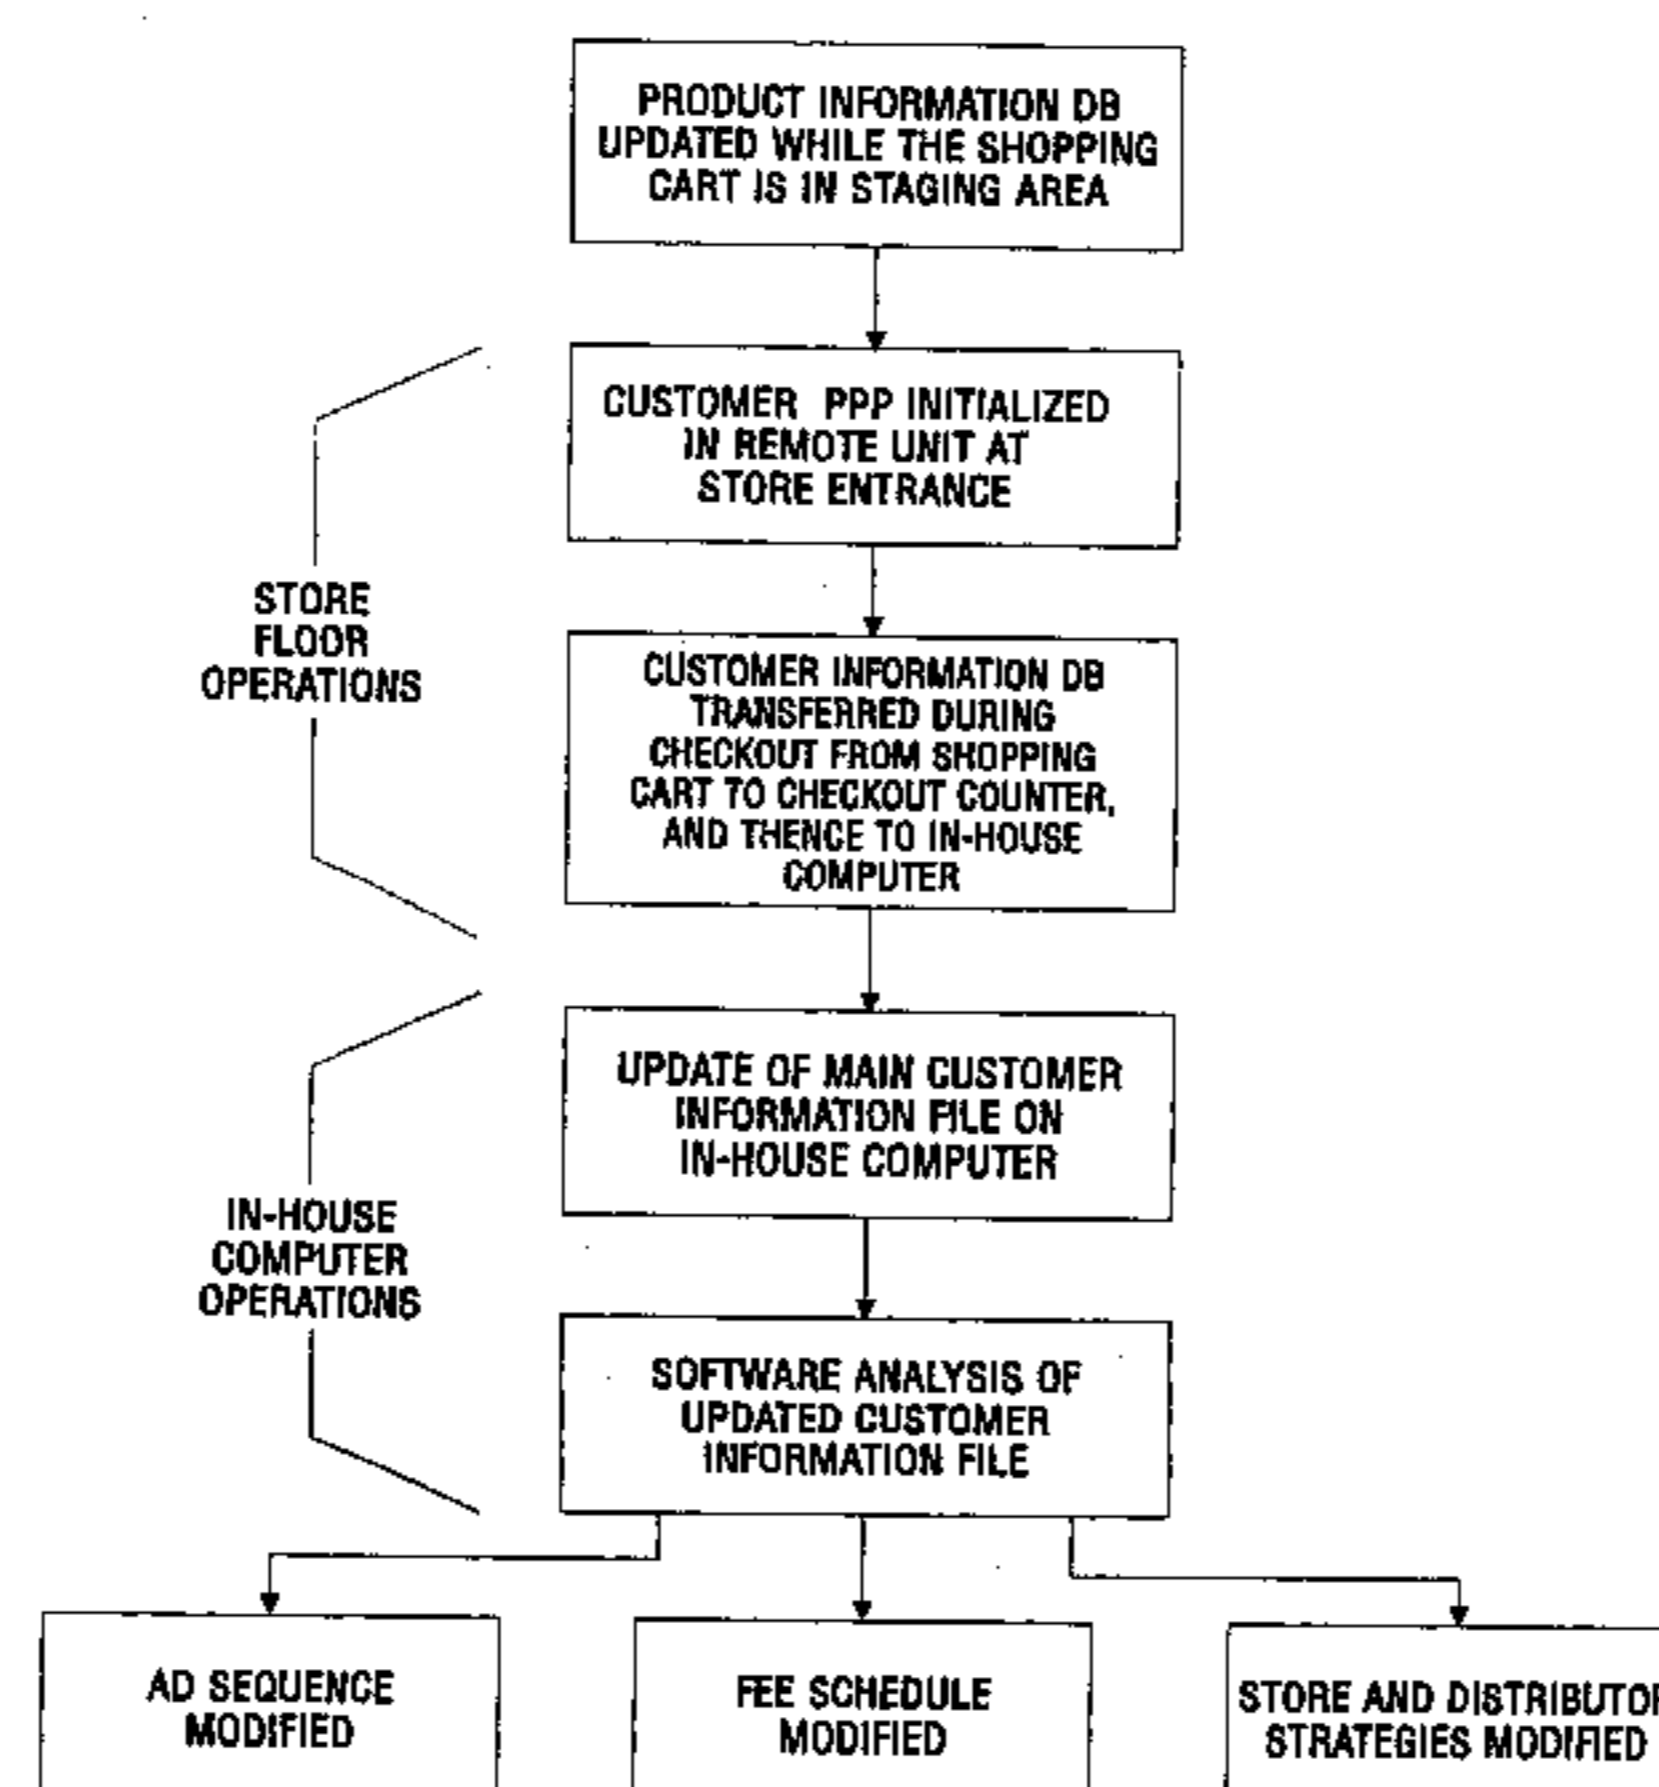 PRODUCT INFORMATION DB
UPDATED WHILE THE SHOPPING
CART IS IN STAGING AREA
CUSTOMER PPP INITIALIZED
IN REMOTE UNIT AT
STORE ENTRANCE
STORE
FLOOR
OPERATIONS
CUSTOMER INFORMATION DB
TRANSFERRED DURING
CHECKOUT FROM SHOPPING
CART TO CHECKOUT COUNTER,
AND THENCE TO IN-HOUSE
COMPUTER
UPDATE OF MAIN CUSTOMER
INFORMATION FILE ON
IN-HOUSE COMPUTER
IN-HOUSE
COMPUTER
OPERATIONS
SOFTWARE ANALYSIS OF
UPDATED CUSTOMER
INFORMATION FILE
AD SEQUENCE
MODIFIED
FEE SCHEDULE
MODIFIED
STORE AND DISTRIBUTOR
STRATEGIES MODIFIED